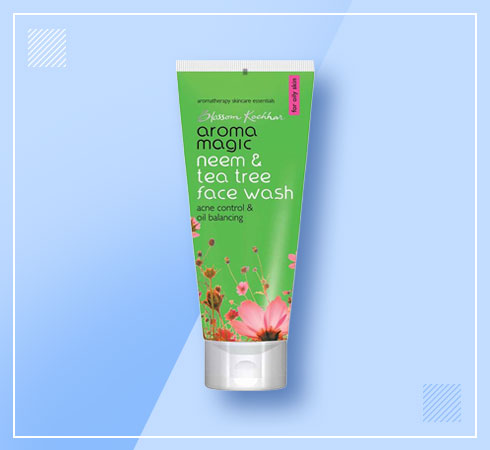 aromatherapy skincare essentials
for oily skin
Blossom Kochhar
aroma
magic
neem &
tea tree
face wash
acne control &
oil balancing